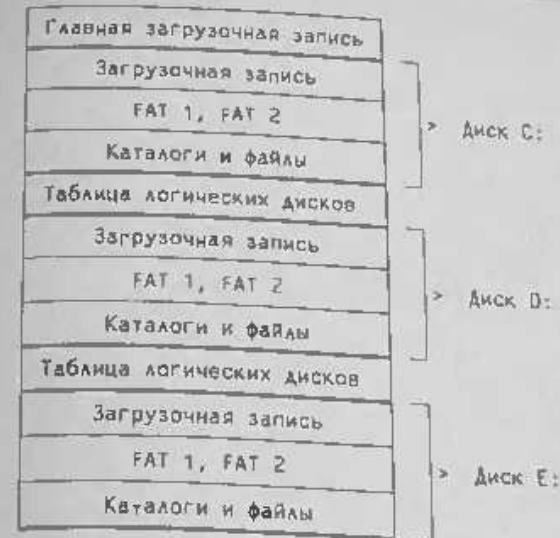 Главная загрузочная запись
Загрузочная запись
FAT 1, FAT 2
Каталоги и файлы
> Диск C:
Таблица логических дисков
Загрузочная запись
FAT 1, FAT 2
Каталоги и файлы
> Диск D:
Таблица логических дисков
Загрузочная запись
FAT 1, FAT 2
Каталоги и файлы
> Диск E: